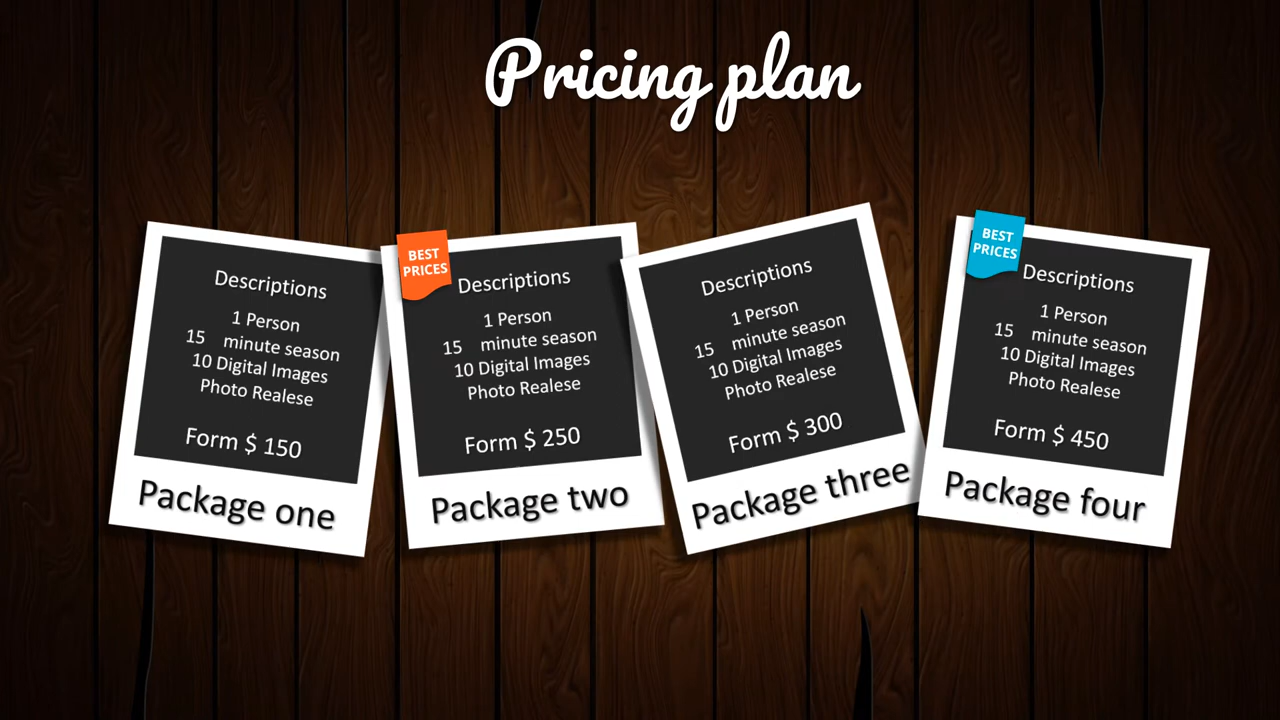 Pricing plan
Descriptions
1 Person
15 minute season
10 Digital Images
Photo Realese
Form $ 150
Package one
BEST
PRICES
Descriptions
1 Person
15 minute season
10 Digital Images
Photo Realese
Form $ 250
Package two
Descriptions
1 Person
15 minute season
10 Digital Images
Photo Realese
Form $ 300
Package three
BEST
PRICES
Descriptions
1 Person
15 minute season
10 Digital Images
Photo Realese
Form $ 450
Package four